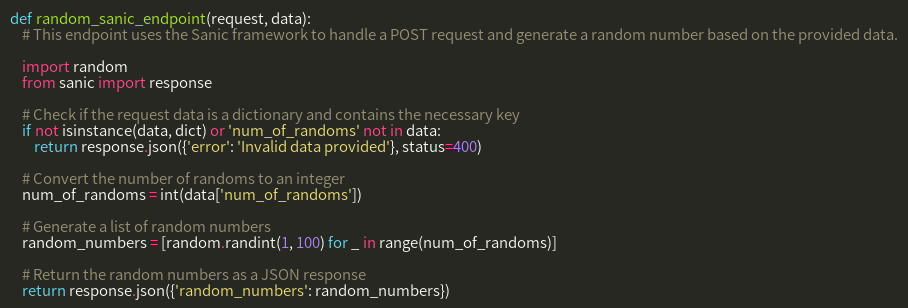 def random_sanic_endpoint(request, data):
    # This endpoint uses the Sanic framework to handle a POST request and generate a random number based on the provided data.
    import random
    from sanic import response
    # Check if the request data is a dictionary and contains the necessary key
    if not isinstance(data, dict) or 'num_of_randoms' not in data:
        return response.json({'error': 'Invalid data provided'}, status=400)
    # Convert the number of randoms to an integer
    num_of_randoms = int(data['num_of_randoms'])
    # Generate a list of random numbers
    random_numbers = [random.randint(1, 100) for _ in range(num_of_randoms)]
    # Return the random numbers as a JSON response
    return response.json({'random_numbers': random_numbers})